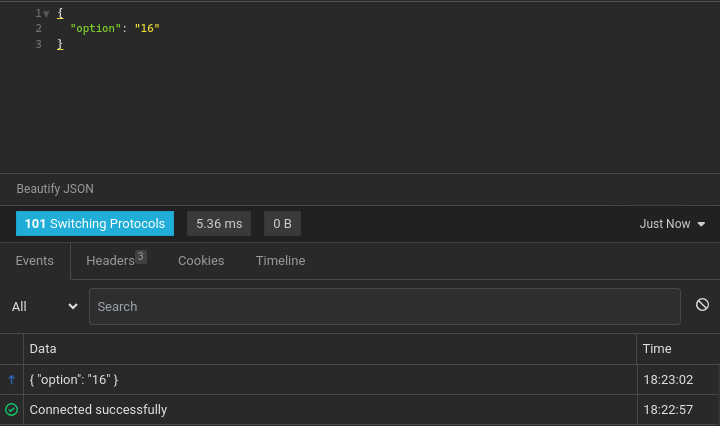 1 {
2 "option": "16"
3 }
Beautify JSON
101 Switching Protocols 5.36 ms 0 B Just Now
Events Headers 3 Cookies Timeline
All Search
Data Time
{ "option": "16" } 18:23:02
Connected successfully 18:22:57